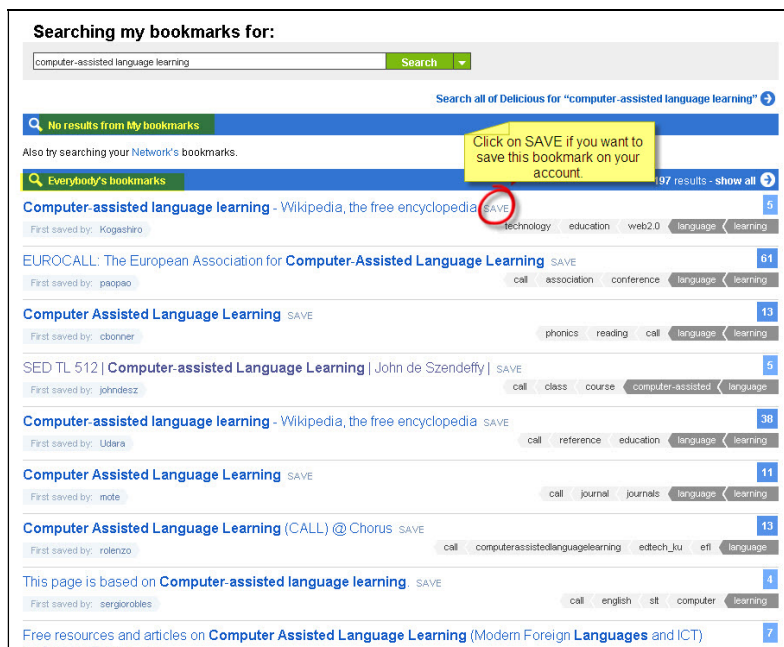 Searching my bookmarks for:
computer-assisted language learning
Search
Search all of Delicious for "computer-assisted language learning"
No results from My bookmarks
Also try searching your Network's bookmarks.
Click on SAVE if you want to
save this bookmark on your
account.
Everybody's bookmarks
197 results - show all
Computer-assisted language learning - Wikipedia, the free encyclopedia SAVE 5
First saved by: Kogashiro technology education web2.0 language learning
EUROCALL: The European Association for Computer-Assisted Language Learning SAVE 61
First saved by: paopao call association conference language learning
Computer Assisted Language Learning SAVE 13
First saved by: cbonner phonics reading call language learning
SED TL 512 | Computer-assisted Language Learning | John de Szendeffy | SAVE 5
First saved by: johndesz call class course computer-assisted language
Computer-assisted language learning - Wikipedia, the free encyclopedia SAVE 38
First saved by: Udara call reference education language learning
Computer Assisted Language Learning SAVE 11
First saved by: mote call journal journals language learning
Computer Assisted Language Learning (CALL) @ Chorus SAVE 13
First saved by: rolenzo call computerassistedlanguagelearning edtech_ku efl language
This page is based on Computer-assisted language learning. SAVE 4
First saved by: sergiorobles call english slt computer learning
Free resources and articles on Computer Assisted Language Learning (Modern Foreign Languages and ICT) 7